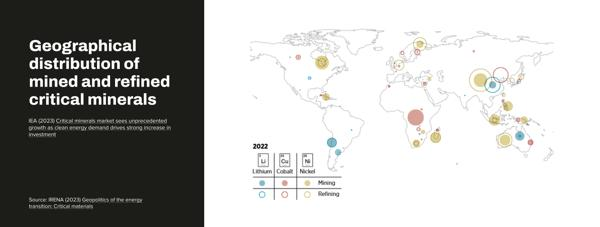 Geographical
distribution of
mined and refined
critical minerals
IEA (2023) Critical minerals market sees unprecedented
growth as clean energy demand drives strong increase in
investment
Source: IRENA (2023) Geopolitics of the energy
transition: Critical materials
2022
Li Cu Ni
Lithium Cobalt Nickel
Mining
Refining